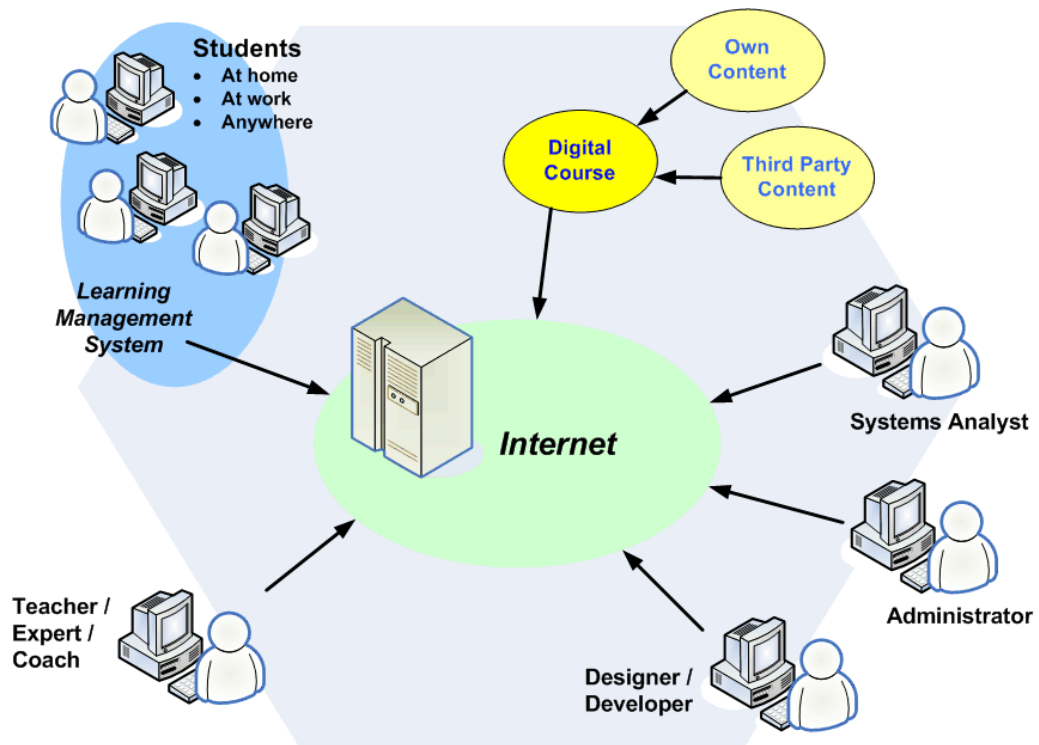 Students
• At home
• At work
• Anywhere
Learning
Management
System
Own
Content
Digital
Course
Third Party
Content
Internet
Systems Analyst
Administrator
Teacher /
Expert /
Coach
Designer /
Developer